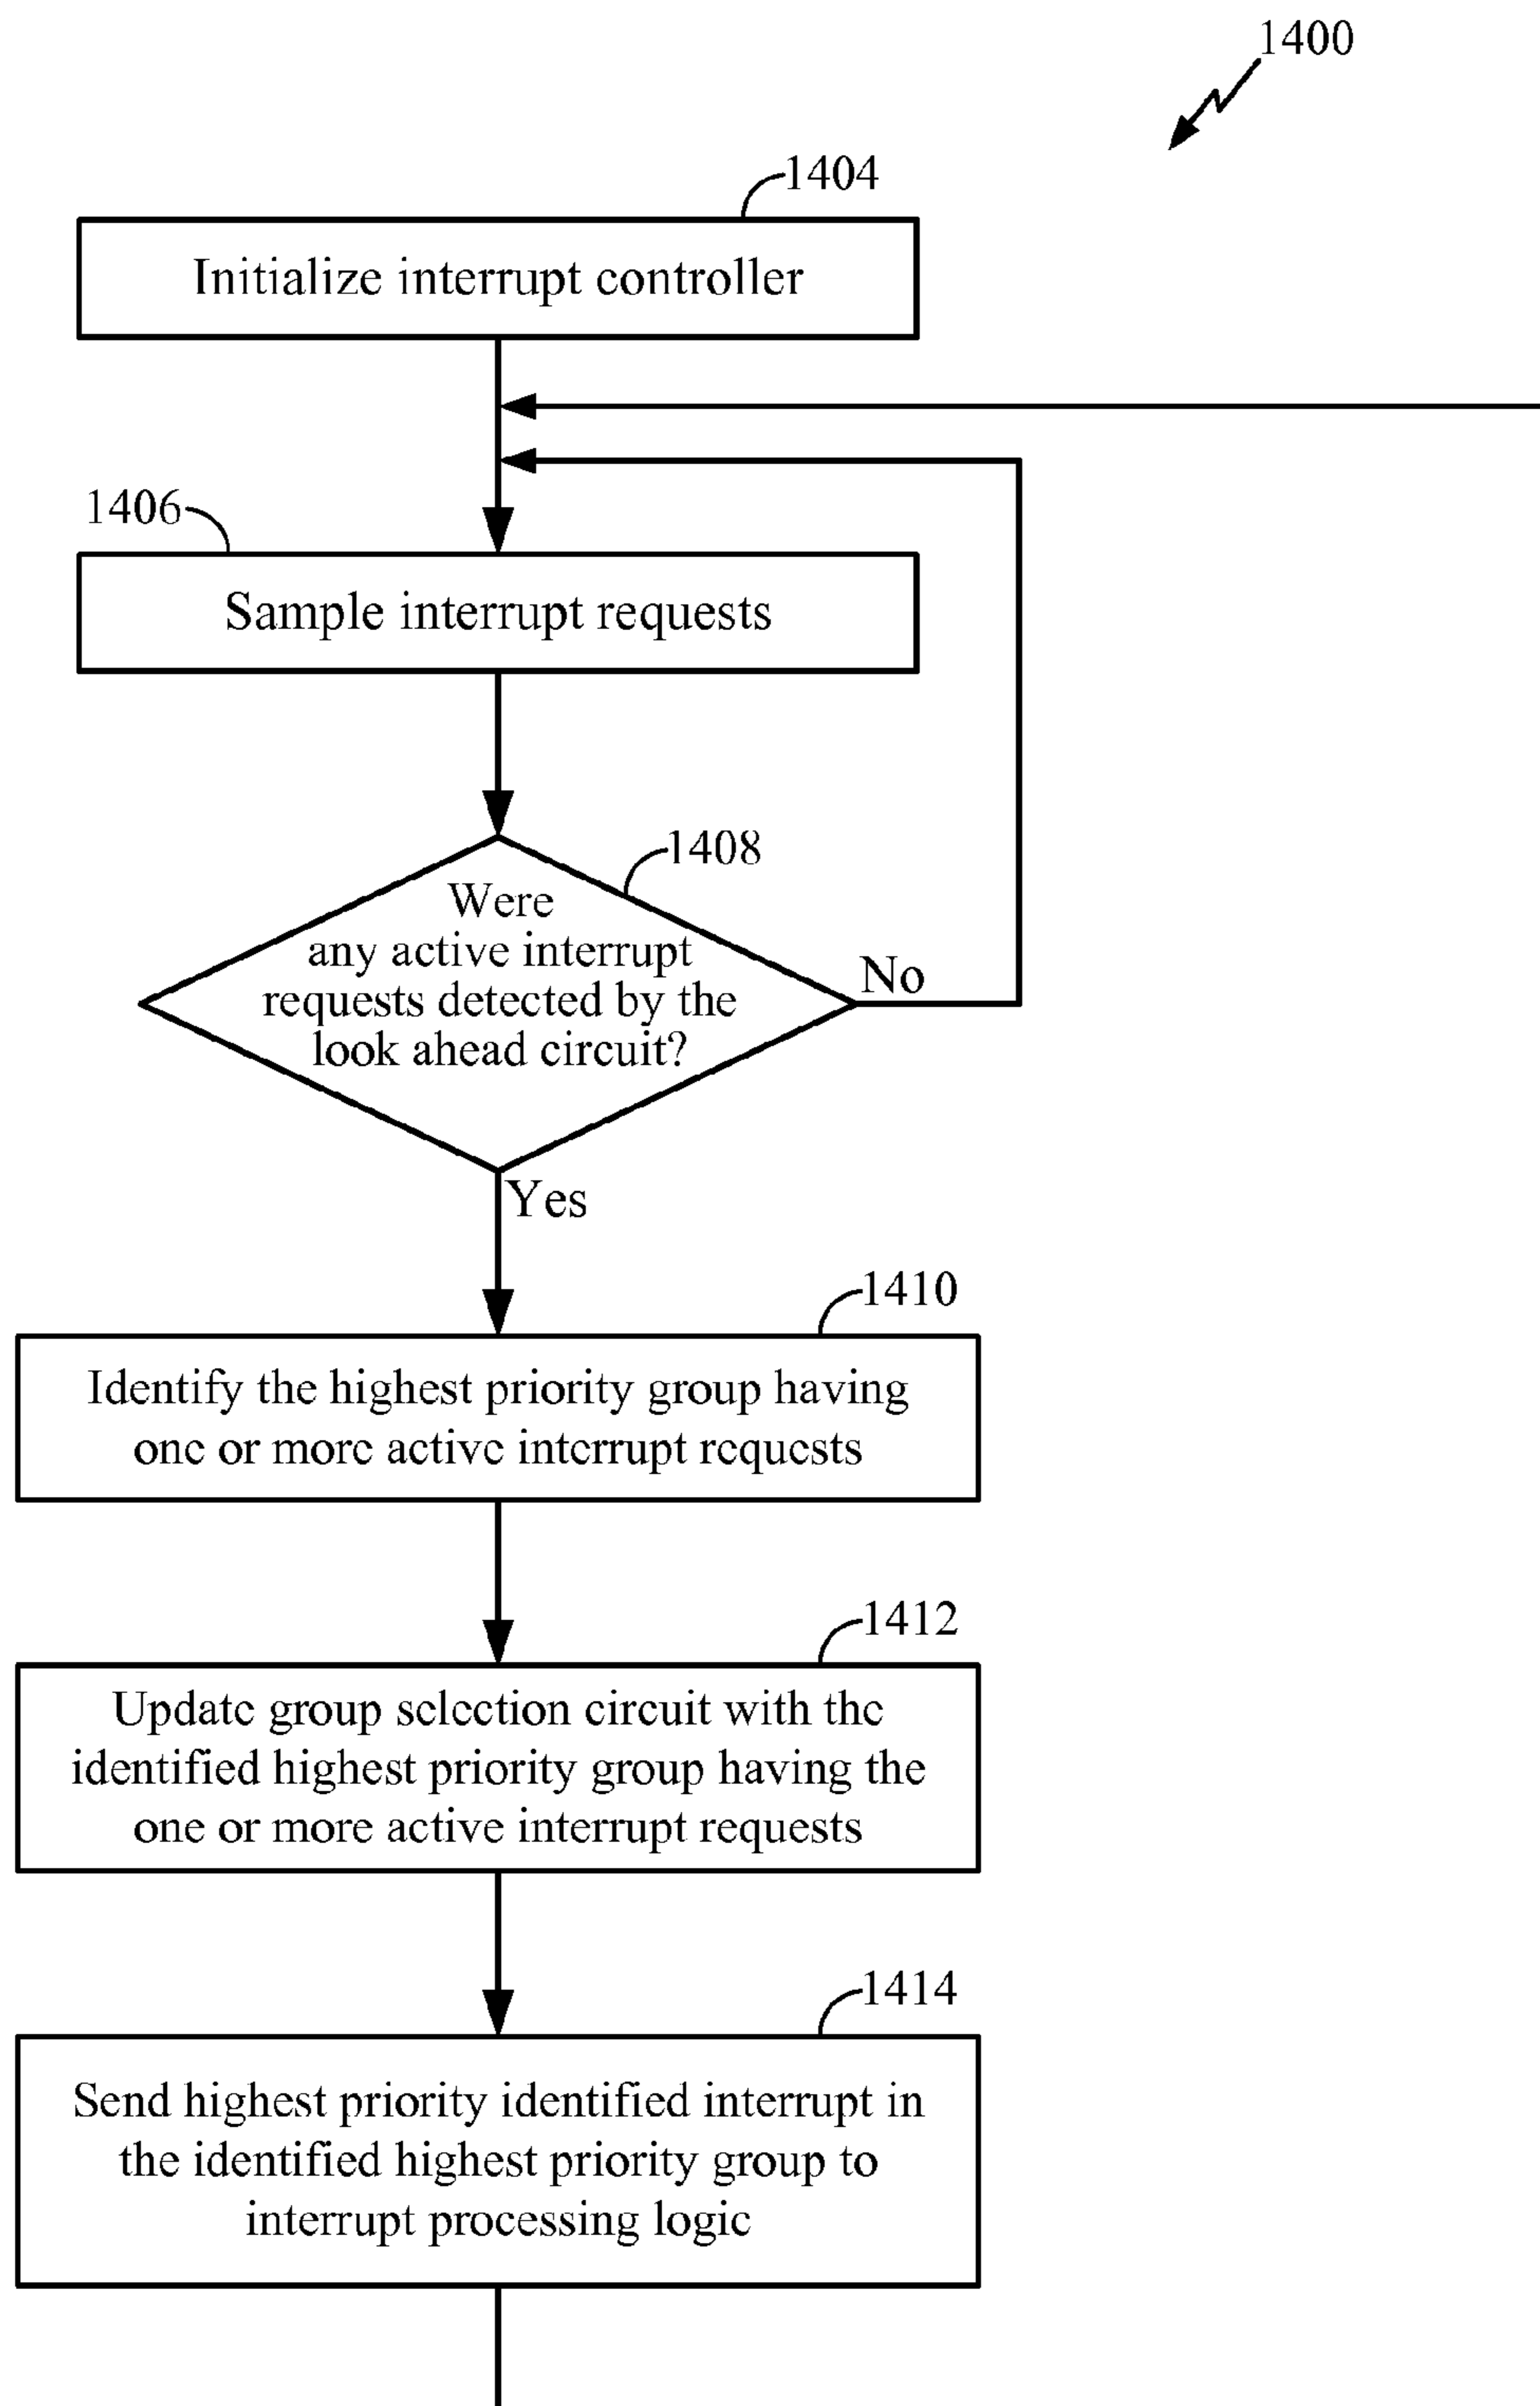 1400
1404
Initialize interrupt controller
1406
Sample interrupt requests
1408
Were
any active interrupt
requests detected by the
look ahead circuit?
No
Yes
1410
Identify the highest priority group having
one or more active interrupt requests
1412
Update group selection circuit with the
identified highest priority group having the
one or more active interrupt requests
1414
Send highest priority identified interrupt in
the identified highest priority group to
interrupt processing logic